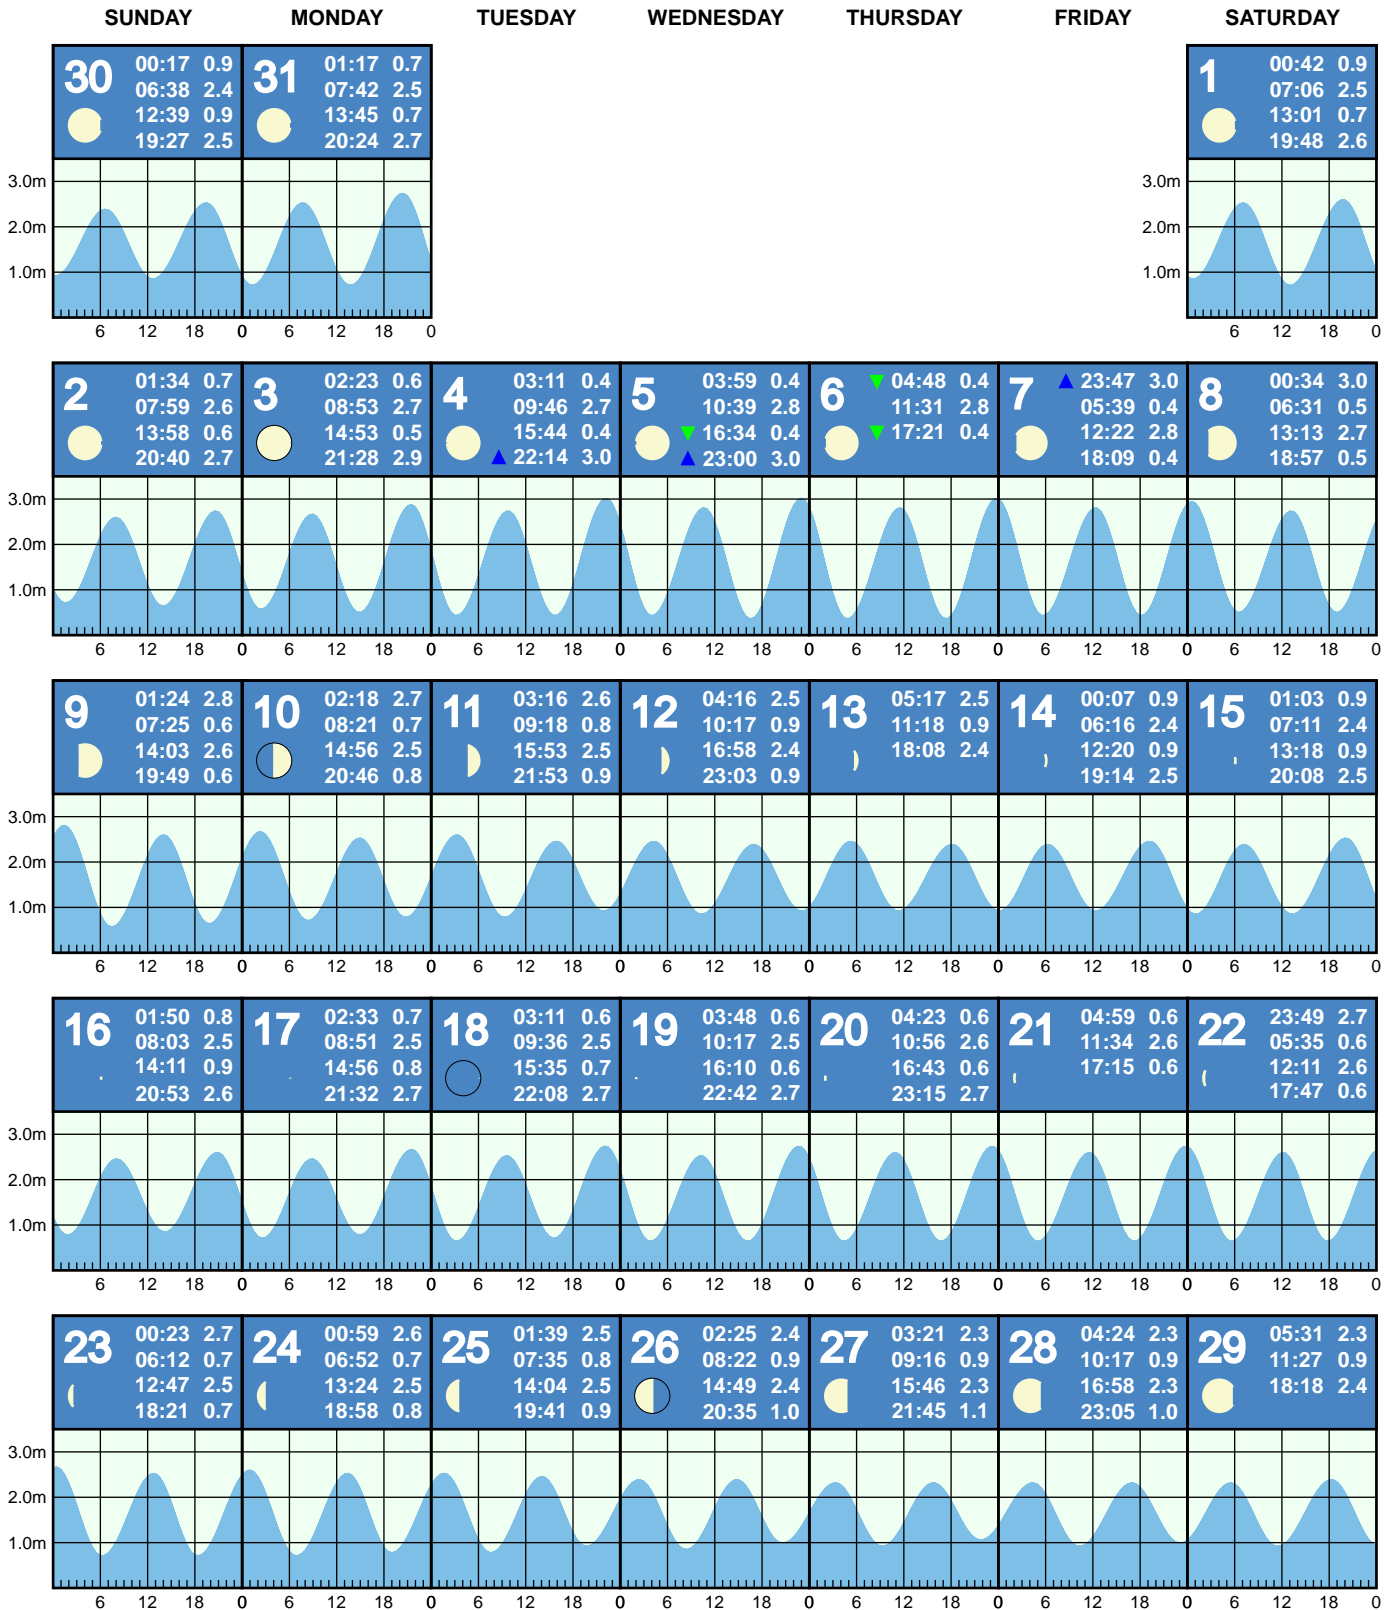 SUNDAY MONDAY TUESDAY WEDNESDAY THURSDAY FRIDAY SATURDAY
30 00:17 0.9
06:38 2.4
12:39 0.9
19:27 2.5
31 01:17 0.7
07:42 2.5
13:45 0.7
20:24 2.7
1 00:42 0.9
07:06 2.5
13:01 0.7
19:48 2.6
3.0m 3.0m
2.0m 2.0m
1.0m 1.0m
6 12 18 0 6 12 18 0 6 12 18 0
2 01:34 0.7
07:59 2.6
13:58 0.6
20:40 2.7
3 02:23 0.6
08:53 2.7
14:53 0.5
21:28 2.9
4 03:11 0.4
09:46 2.7
15:44 0.4
▲ 22:14 3.0
5 03:59 0.4
10:39 2.8
▼ 16:34 0.4
▲ 23:00 3.0
6 ▼ 04:48 0.4
11:31 2.8
▼ 17:21 0.4
7 ▲ 23:47 3.0
05:39 0.4
12:22 2.8
18:09 0.4
8 00:34 3.0
06:31 0.5
13:13 2.7
18:57 0.5
3.0m
2.0m
1.0m
6 12 18 0 6 12 18 0 6 12 18 0 6 12 18 0 6 12 18 0 6 12 18 0 6 12 18 0
9 01:24 2.8
07:25 0.6
14:03 2.6
19:49 0.6
10 02:18 2.7
08:21 0.7
14:56 2.5
20:46 0.8
11 03:16 2.6
09:18 0.8
15:53 2.5
21:53 0.9
12 04:16 2.5
10:17 0.9
16:58 2.4
23:03 0.9
13 05:17 2.5
11:18 0.9
18:08 2.4
14 00:07 0.9
06:16 2.4
12:20 0.9
19:14 2.5
15 01:03 0.9
07:11 2.4
13:18 0.9
20:08 2.5
3.0m
2.0m
1.0m
6 12 18 0 6 12 18 0 6 12 18 0 6 12 18 0 6 12 18 0 6 12 18 0 6 12 18 0
16 01:50 0.8
08:03 2.5
14:11 0.9
20:53 2.6
17 02:33 0.7
08:51 2.5
14:56 0.8
21:32 2.7
18 03:11 0.6
09:36 2.5
15:35 0.7
22:08 2.7
19 03:48 0.6
10:17 2.5
16:10 0.6
22:42 2.7
20 04:23 0.6
10:56 2.6
16:43 0.6
23:15 2.7
21 04:59 0.6
11:34 2.6
17:15 0.6
22 23:49 2.7
05:35 0.6
12:11 2.6
17:47 0.6
3.0m
2.0m
1.0m
6 12 18 0 6 12 18 0 6 12 18 0 6 12 18 0 6 12 18 0 6 12 18 0 6 12 18 0
23 00:23 2.7
06:12 0.7
12:47 2.5
18:21 0.7
24 00:59 2.6
06:52 0.7
13:24 2.5
18:58 0.8
25 01:39 2.5
07:35 0.8
14:04 2.5
19:41 0.9
26 02:25 2.4
08:22 0.9
14:49 2.4
20:35 1.0
27 03:21 2.3
09:16 0.9
15:46 2.3
21:45 1.1
28 04:24 2.3
10:17 0.9
16:58 2.3
23:05 1.0
29 05:31 2.3
11:27 0.9
18:18 2.4
3.0m
2.0m
1.0m
6 12 18 0 6 12 18 0 6 12 18 0 6 12 18 0 6 12 18 0 6 12 18 0 6 12 18 0